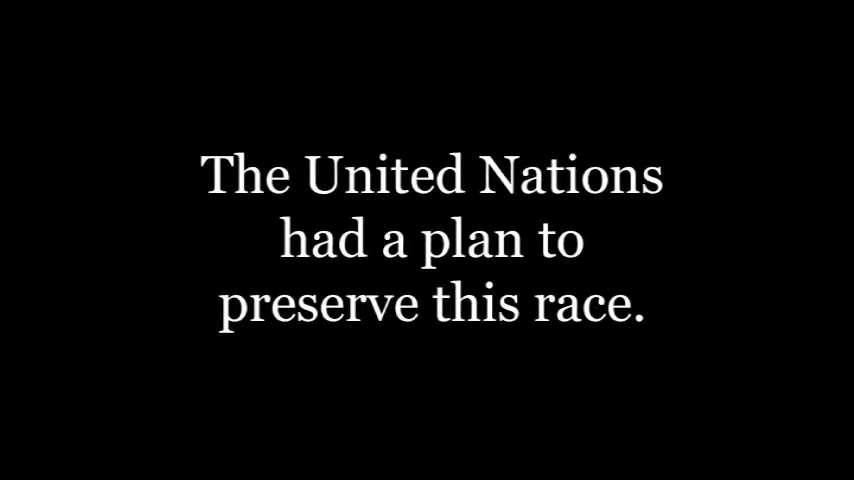 The United Nations
had a plan to
preserve this race.